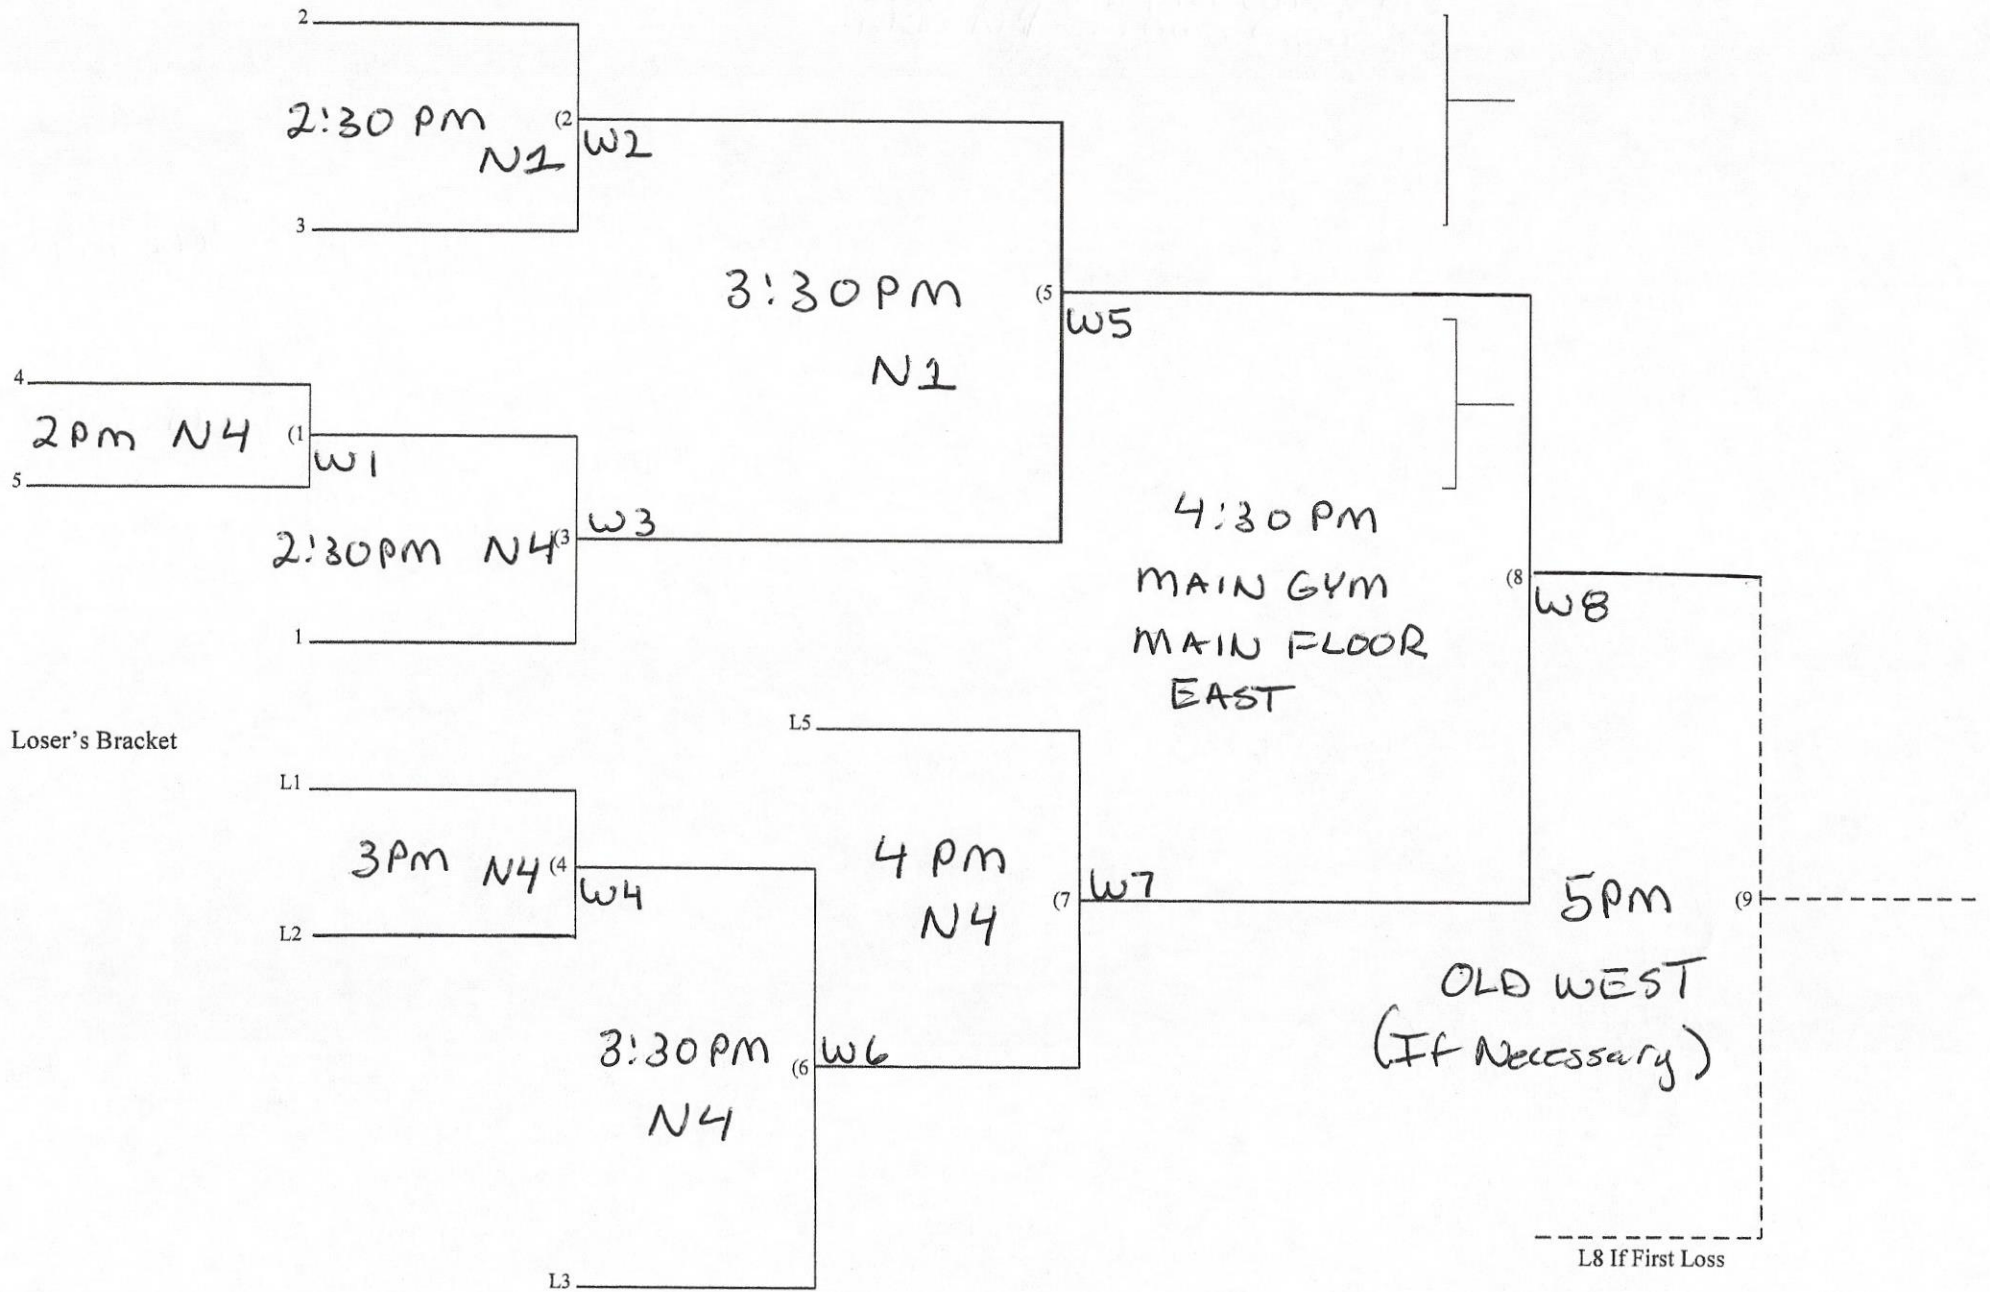 2
2:30 PM (2
N1 W2
3
3:30 PM (5
W5
N1
4
2pm N4 (1
W1
5
W3
2:30pm N4 (3
1
4:30 PM
MAIN GYM (8
W8
MAIN FLOOR
EAST
L5
Loser's Bracket
L1
3PM N4 (4
W4
L2
4 PM
N4 (7 W7
5pm (9
OLD WEST
(If Necessary)
3:30PM (6 W6
N4
L3
L8 If First Loss